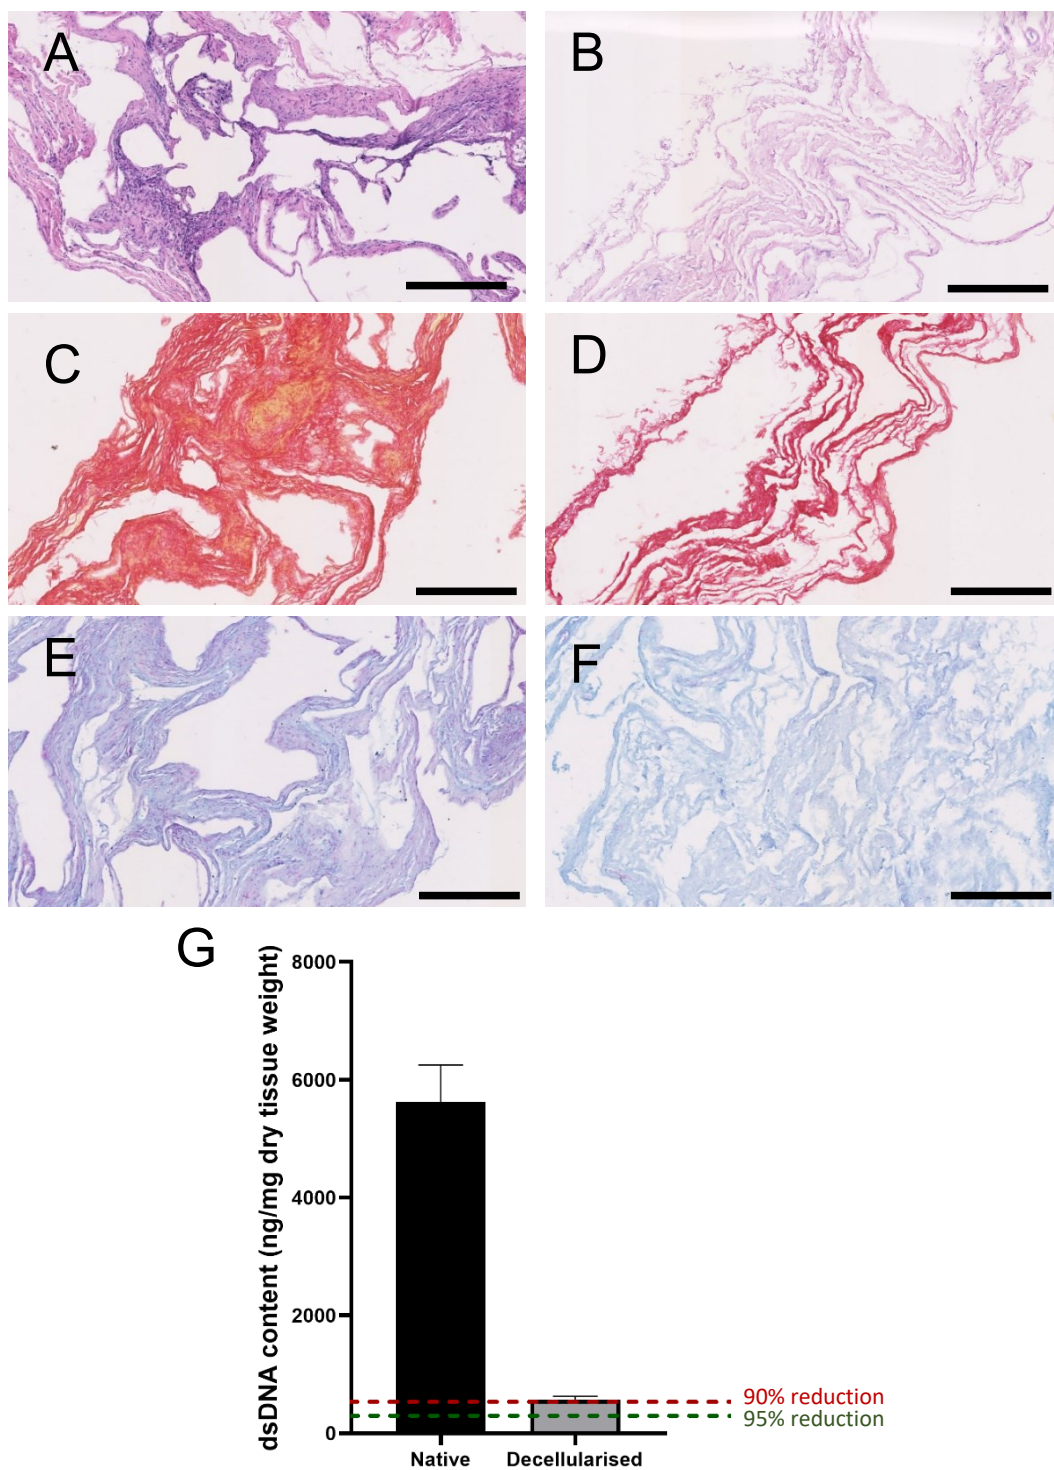 A
B
C
D
E
F
G
dsDNA content (ng/mg dry tissue weight)
8000
6000
4000
2000
0
90% reduction
95% reduction
Native
Decellularised